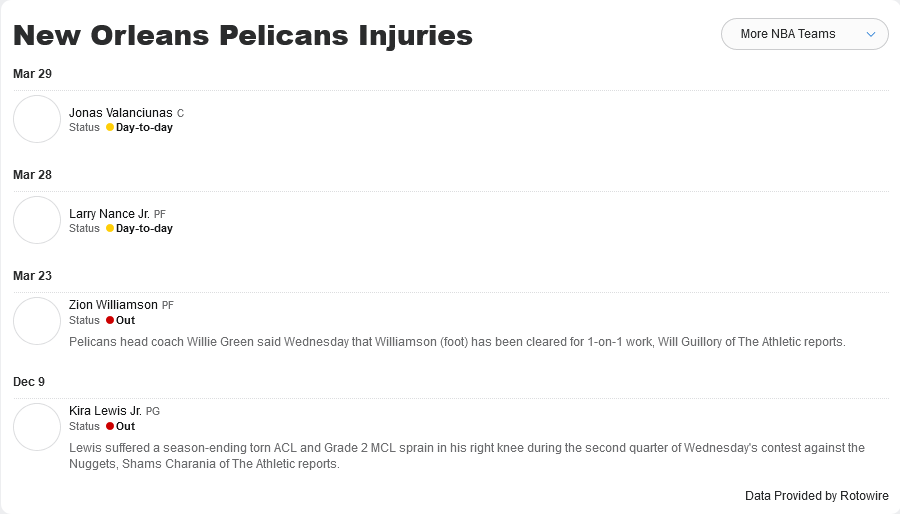 New Orleans Pelicans Injuries
More NBA Teams
Mar 29
Jonas Valanciunas C
Status Day-to-day
Mar 28
Larry Nance Jr. PF
Status Day-to-day
Mar 23
Zion Williamson PF
Status Out
Pelicans head coach Willie Green said Wednesday that Williamson (foot) has been cleared for 1-on-1 work, Will Guillory of The Athletic reports.
Dec 9
Kira Lewis Jr. PG
Status Out
Lewis suffered a season-ending torn ACL and Grade 2 MCL sprain in his right knee during the second quarter of Wednesday's contest against the
Nuggets, Shams Charania of The Athletic reports.
Data Provided by Rotowire